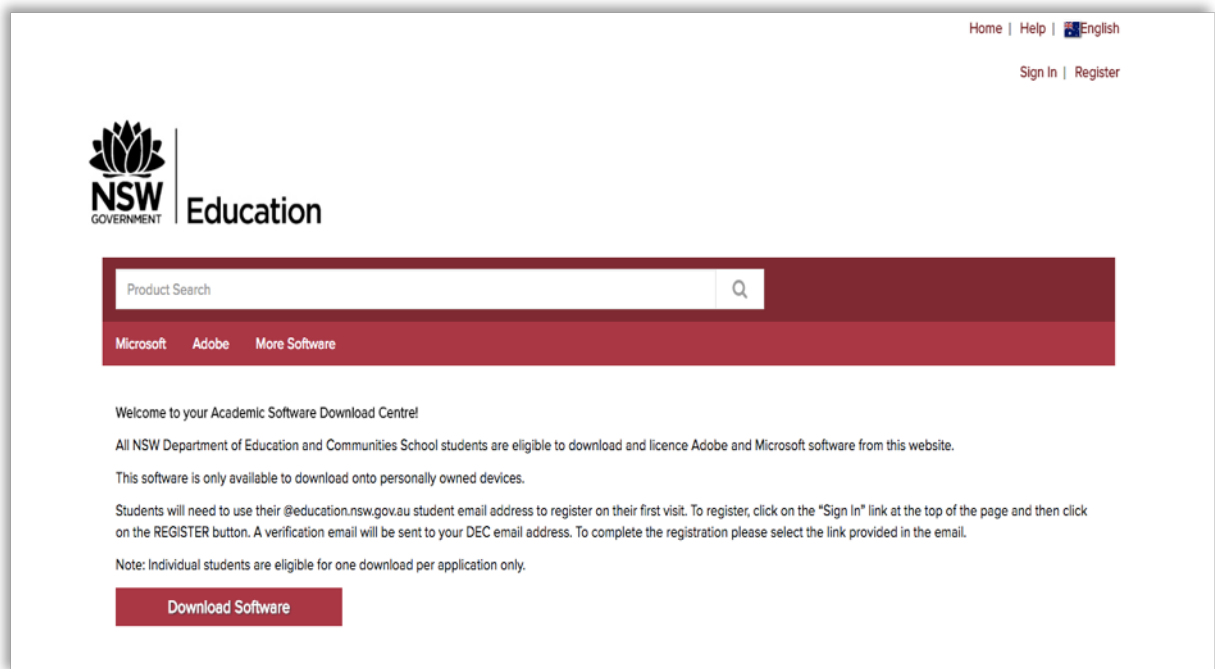 Home | Help | English
Sign In | Register
NSW
GOVERNMENT
Education
Product Search
Microsoft Adobe More Software
Welcome to your Academic Software Download Centre!
All NSW Department of Education and Communities School students are eligible to download and licence Adobe and Microsoft software from this website.
This software is only available to download onto personally owned devices.
Students will need to use their @education.nsw.gov.au student email address to register on their first visit. To register, click on the “Sign In” link at the top of the page and then click
on the REGISTER button. A verification email will be sent to your DEC email address. To complete the registration please select the link provided in the email.
Note: Individual students are eligible for one download per application only.
Download Software